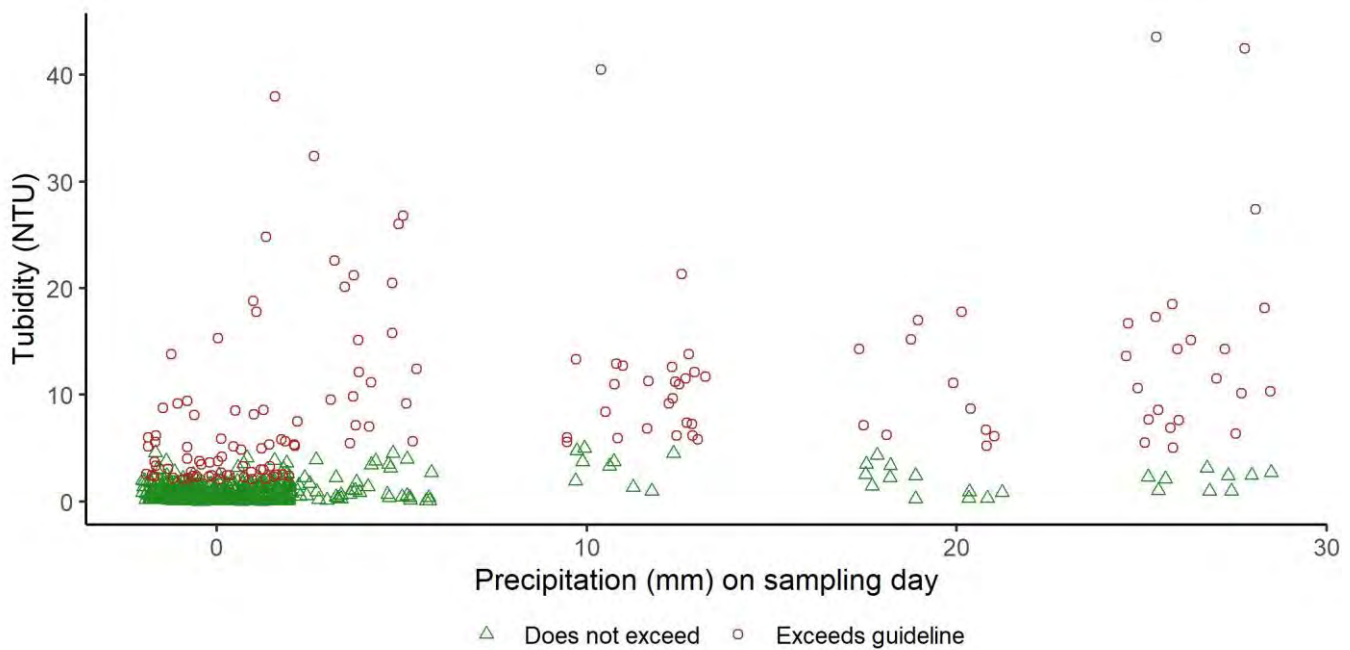 40
30
20
10
0
Tubidity (NTU)
0 10 20 30
Precipitation (mm) on sampling day
Does not exceed Exceeds guideline